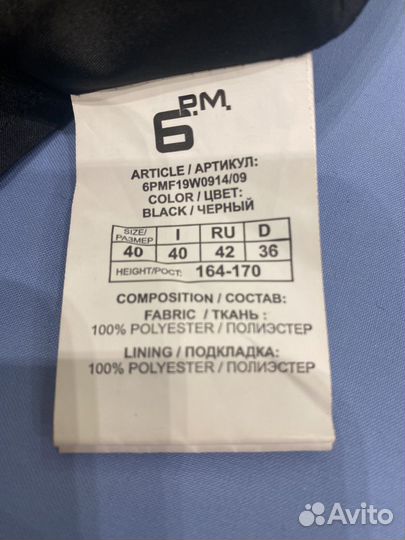 6 P.M.
ARTICLE / АРТИКУЛ:
6PMF19W0914/09
COLOR / ЦВЕТ:
BLACK / ЧЕРНЫЙ
SIZE/РАЗМЕР I RU D
40 40 42 36
HEIGHT/РОСТ: 164-170
COMPOSITION / СОСТАВ:
FABRIC / ТКАНЬ :
100% POLYESTER / ПОЛИЭСТЕР
LINING / ПОДКЛАДКА:
100% POLYESTER / ПОЛИЭСТЕР
Avito